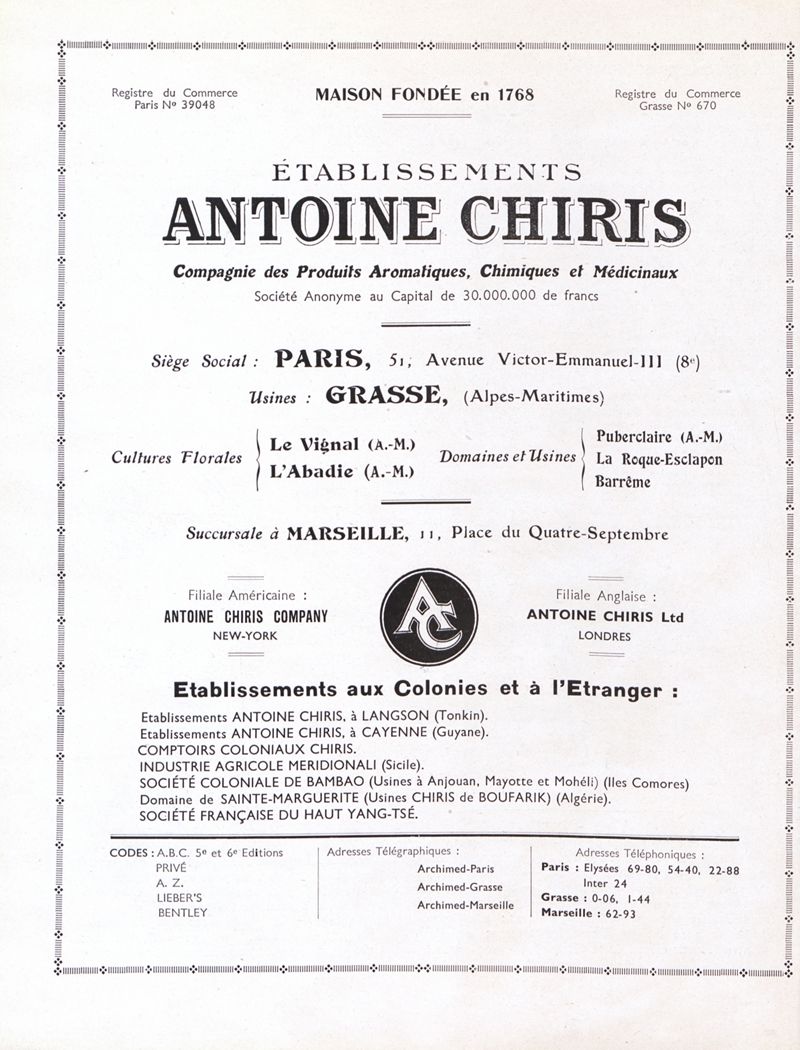 Registre du Commerce
Paris Nº 39048
MAISON FONDÉE en 1768
Registre du Commerce
Grasse Nº 670
ÉTABLISSEMENTS
ANTOINE CHIRIS
Compagnie des Produits Aromatiques, Chimiques et Médicinaux
Société Anonyme au Capital de 30.000.000 de francs
Siège Social : PARIS, 51, Avenue Victor-Emmanuel-III (8e)
Usines : GRASSE, (Alpes-Maritimes)
Cultures Florales
Le Vignal (A.-M.)
L'Abadie (A.-M.)
Domaines et Usines
Puberclaire (A.-M.)
La Roque-Esclapon
Barrême
Succursale à MARSEILLE, 11, Place du Quatre-Septembre
Filiale Américaine :
ANTOINE CHIRIS COMPANY
NEW-YORK
AC
Filiale Anglaise :
ANTOINE CHIRIS Ltd
LONDRES
Etablissements aux Colonies et à l'Etranger :
Etablissements ANTOINE CHIRIS, à LANGSON (Tonkin).
Etablissements ANTOINE CHIRIS, à CAYENNE (Guyane).
COMPTOIRS COLONIAUX CHIRIS.
INDUSTRIE AGRICOLE MERIDIONALI (Sicile).
SOCIÉTÉ COLONIALE DE BAMBAO (Usines à Anjouan, Mayotte et Mohéli) (Iles Comores)
Domaine de SAINTE-MARGUERITE (Usines CHIRIS de BOUFARIK) (Algérie).
SOCIÉTÉ FRANÇAISE DU HAUT YANG-TSÉ.
CODES : A.B.C. 5e et 6e Editions
PRIVÉ
A. Z.
LIEBER'S
BENTLEY
Adresses Télégraphiques :
Archimed-Paris
Archimed-Grasse
Archimed-Marseille
Adresses Téléphoniques :
Paris : Elysées 69-80, 54-40, 22-88
Inter 24
Grasse : 0-06, 1-44
Marseille : 62-93